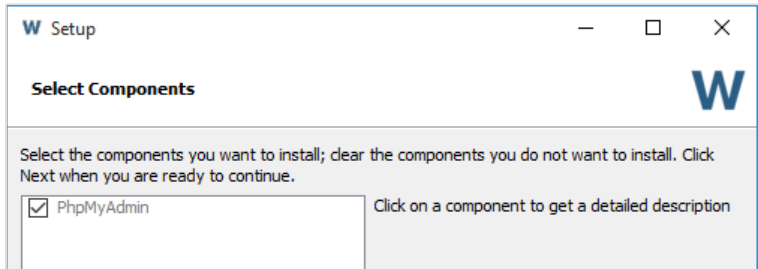 W Setup
Select Components
W
Select the components you want to install; clear the components you do not want to install. Click
Next when you are ready to continue.
PhpMyAdmin
Click on a component to get a detailed description